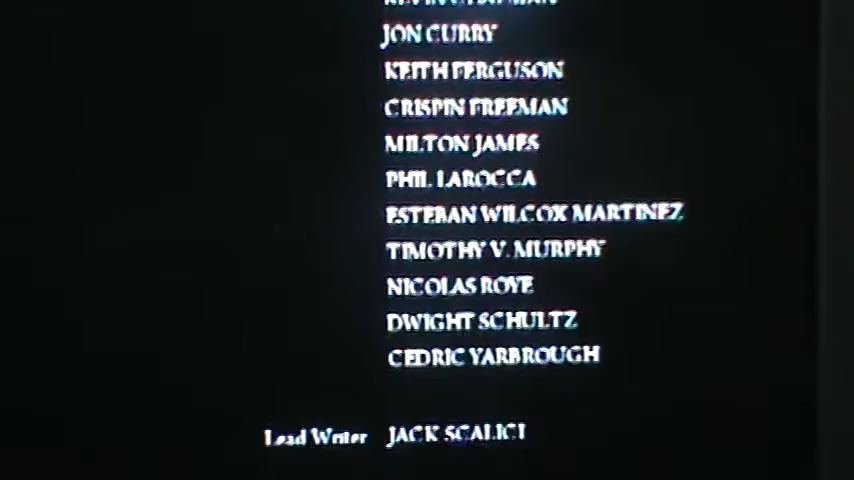 JON CURRY
KEITH FERGUSON
CRISPIN FREEMAN
MILTON JAMES
PHIL LAROCCA
ESTEBAN WILCOX MARTINEZ
TIMOTHY V. MURPHY
NICOLAS ROYE
DWIGHT SCHULTZ
CEDRIC YARBROUGH
Lead Writer JACK SCALICI